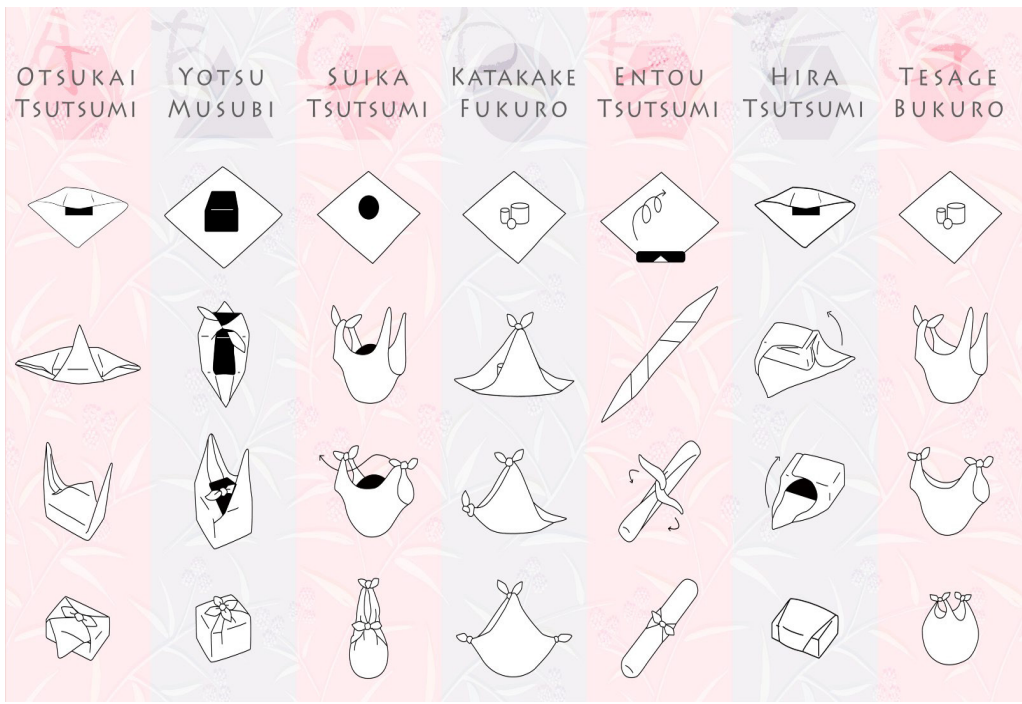 A B C D E F G
OTSUKAI
TSUTSUMI
YOTSU
MUSUBI
SUIKA
TSUTSUMI
KATAKAKE
FUKURO
ENTOU
TSUTSUMI
HIRA
TSUTSUMI
TESAGE
BUKURO